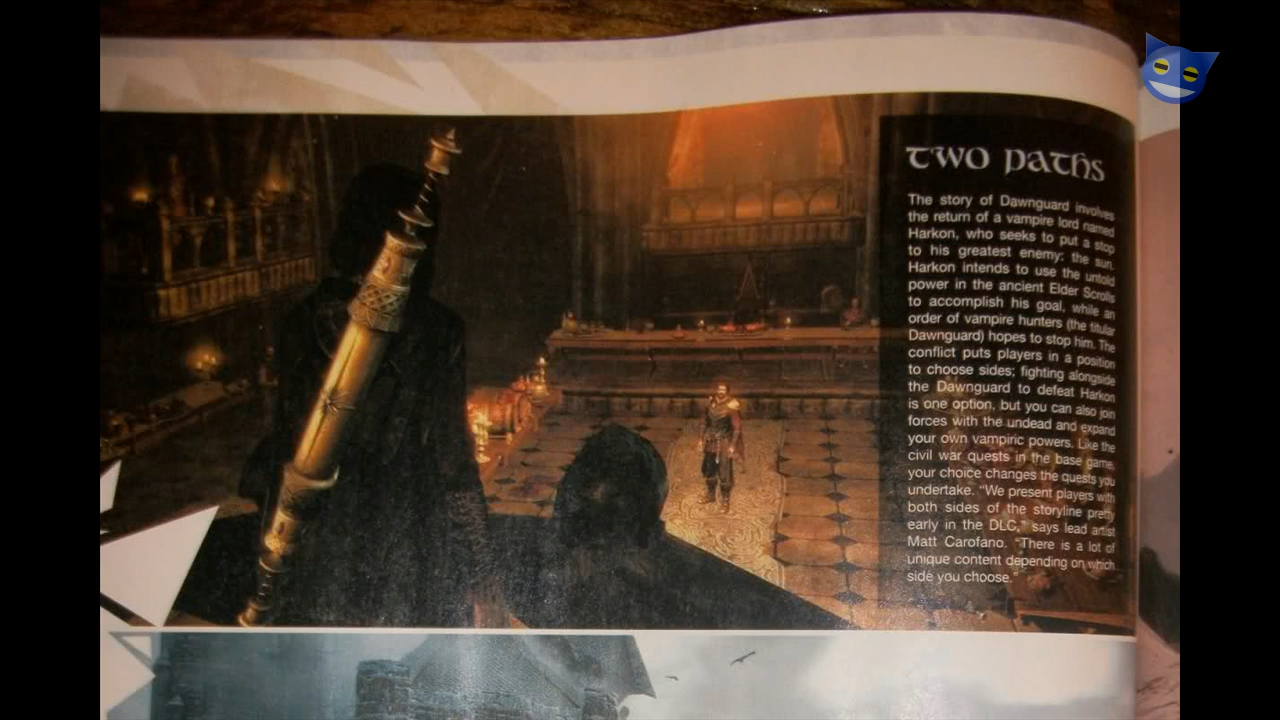 TWO PATHS
The story of Dawnguard involves
the return of a vampire lord named
Harkon, who seeks to put a stop
to his greatest enemy: the sun.
Harkon intends to use the untold
power in the ancient Elder Scrolls
to accomplish his goal, while an
order of vampire hunters (the titular
Dawnguard) hopes to stop him. The
conflict puts players in a position
to choose sides; fighting alongside
the Dawnguard to defeat Harkon
is one option, but you can also join
forces with the undead and expand
your own vampiric powers. Like the
civil war quests in the base game,
your choice changes the quests you
undertake. “We present players with
both sides of the storyline pretty
early in the DLC,” says lead artist
Matt Carofano. “There is a lot of
unique content depending on which
side you choose.”